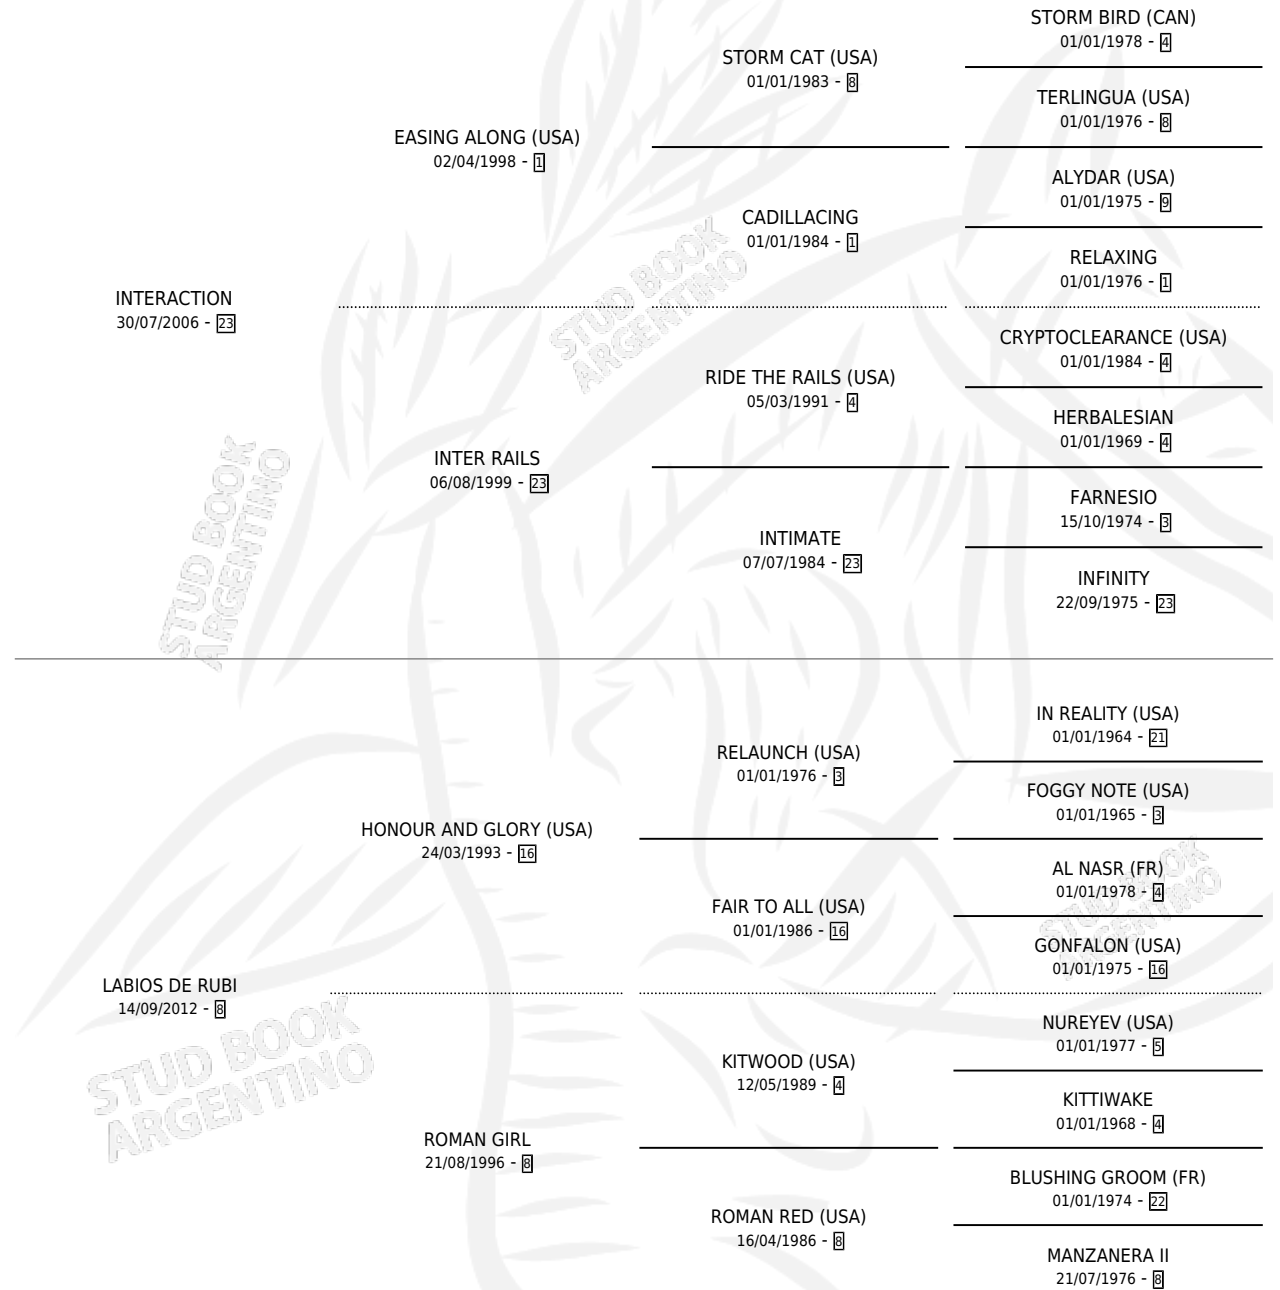 STORM BIRD (CAN)
01/01/1978 - 4
STORM CAT (USA)
01/01/1983 - 8
TERLINGUA (USA)
01/01/1976 - 8
EASING ALONG (USA)
02/04/1998 - 1
ALYDAR (USA)
01/01/1975 - 9
CADILLACING
01/01/1984 - 1
RELAXING
01/01/1976 - 1
INTERACTION
30/07/2006 - 23
CRYPTOCLEARANCE (USA)
01/01/1984 - 4
RIDE THE RAILS (USA)
05/03/1991 - 4
HERBALESIAN
01/01/1969 - 4
INTER RAILS
06/08/1999 - 23
FARNESIO
15/10/1974 - 3
INTIMATE
07/07/1984 - 23
INFINITY
22/09/1975 - 23
IN REALITY (USA)
01/01/1964 - 21
RELAUNCH (USA)
01/01/1976 - 3
FOGGY NOTE (USA)
01/01/1965 - 3
HONOUR AND GLORY (USA)
24/03/1993 - 16
AL NASR (FR)
01/01/1978 - 4
FAIR TO ALL (USA)
01/01/1986 - 16
GONFALON (USA)
01/01/1975 - 16
LABIOS DE RUBI
14/09/2012 - 8
NUREYEV (USA)
01/01/1977 - 5
KITWOOD (USA)
12/05/1989 - 4
KITTIWAKE
01/01/1968 - 4
ROMAN GIRL
21/08/1996 - 8
BLUSHING GROOM (FR)
01/01/1974 - 22
ROMAN RED (USA)
16/04/1986 - 8
MANZANERA II
21/07/1976 - 8
STUD BOOK
ARGENTINO
STUD BOOK
ARGENTINO
STUD BOOK
ARGENTINO
STUD BOOK
ARGENTINO